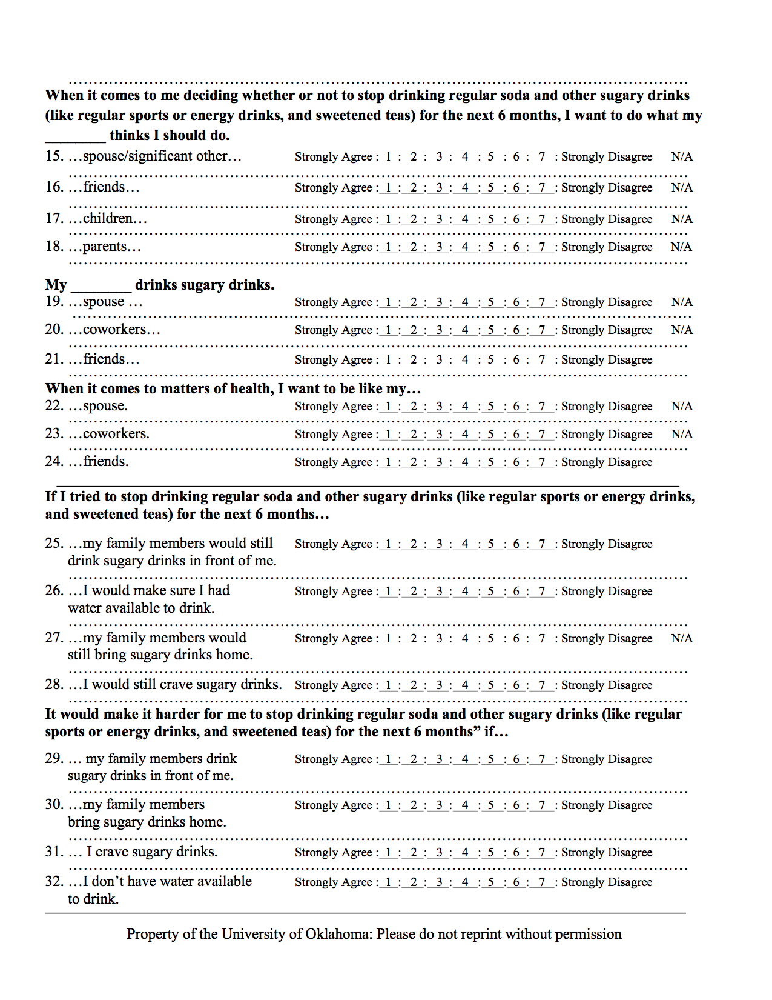 When it comes to me deciding whether or not to stop drinking regular soda and other sugary drinks
(like regular sports or energy drinks, and sweetened teas) for the next 6 months, I want to do what my
________ thinks I should do.
15. …spouse/significant other… Strongly Agree : 1 : 2 : 3 : 4 : 5 : 6 : 7 : Strongly Disagree N/A
16. …friends… Strongly Agree : 1 : 2 : 3 : 4 : 5 : 6 : 7 : Strongly Disagree N/A
17. …children… Strongly Agree : 1 : 2 : 3 : 4 : 5 : 6 : 7 : Strongly Disagree N/A
18. …parents… Strongly Agree : 1 : 2 : 3 : 4 : 5 : 6 : 7 : Strongly Disagree N/A
My ________ drinks sugary drinks.
19. …spouse … Strongly Agree : 1 : 2 : 3 : 4 : 5 : 6 : 7 : Strongly Disagree N/A
20. …coworkers… Strongly Agree : 1 : 2 : 3 : 4 : 5 : 6 : 7 : Strongly Disagree N/A
21. …friends… Strongly Agree : 1 : 2 : 3 : 4 : 5 : 6 : 7 : Strongly Disagree
When it comes to matters of health, I want to be like my…
22. …spouse. Strongly Agree : 1 : 2 : 3 : 4 : 5 : 6 : 7 : Strongly Disagree N/A
23. …coworkers. Strongly Agree : 1 : 2 : 3 : 4 : 5 : 6 : 7 : Strongly Disagree N/A
24. …friends. Strongly Agree : 1 : 2 : 3 : 4 : 5 : 6 : 7 : Strongly Disagree
If I tried to stop drinking regular soda and other sugary drinks (like regular sports or energy drinks,
and sweetened teas) for the next 6 months…
25. …my family members would still Strongly Agree : 1 : 2 : 3 : 4 : 5 : 6 : 7 : Strongly Disagree
drink sugary drinks in front of me.
26. …I would make sure I had Strongly Agree : 1 : 2 : 3 : 4 : 5 : 6 : 7 : Strongly Disagree
water available to drink.
27. …my family members would Strongly Agree : 1 : 2 : 3 : 4 : 5 : 6 : 7 : Strongly Disagree N/A
still bring sugary drinks home.
28. …I would still crave sugary drinks. Strongly Agree : 1 : 2 : 3 : 4 : 5 : 6 : 7 : Strongly Disagree
It would make it harder for me to stop drinking regular soda and other sugary drinks (like regular
sports or energy drinks, and sweetened teas) for the next 6 months” if…
29. … my family members drink Strongly Agree : 1 : 2 : 3 : 4 : 5 : 6 : 7 : Strongly Disagree
sugary drinks in front of me.
30. …my family members Strongly Agree : 1 : 2 : 3 : 4 : 5 : 6 : 7 : Strongly Disagree
bring sugary drinks home.
31. … I crave sugary drinks. Strongly Agree : 1 : 2 : 3 : 4 : 5 : 6 : 7 : Strongly Disagree
32. …I don’t have water available Strongly Agree : 1 : 2 : 3 : 4 : 5 : 6 : 7 : Strongly Disagree
to drink.
Property of the University of Oklahoma: Please do not reprint without permission